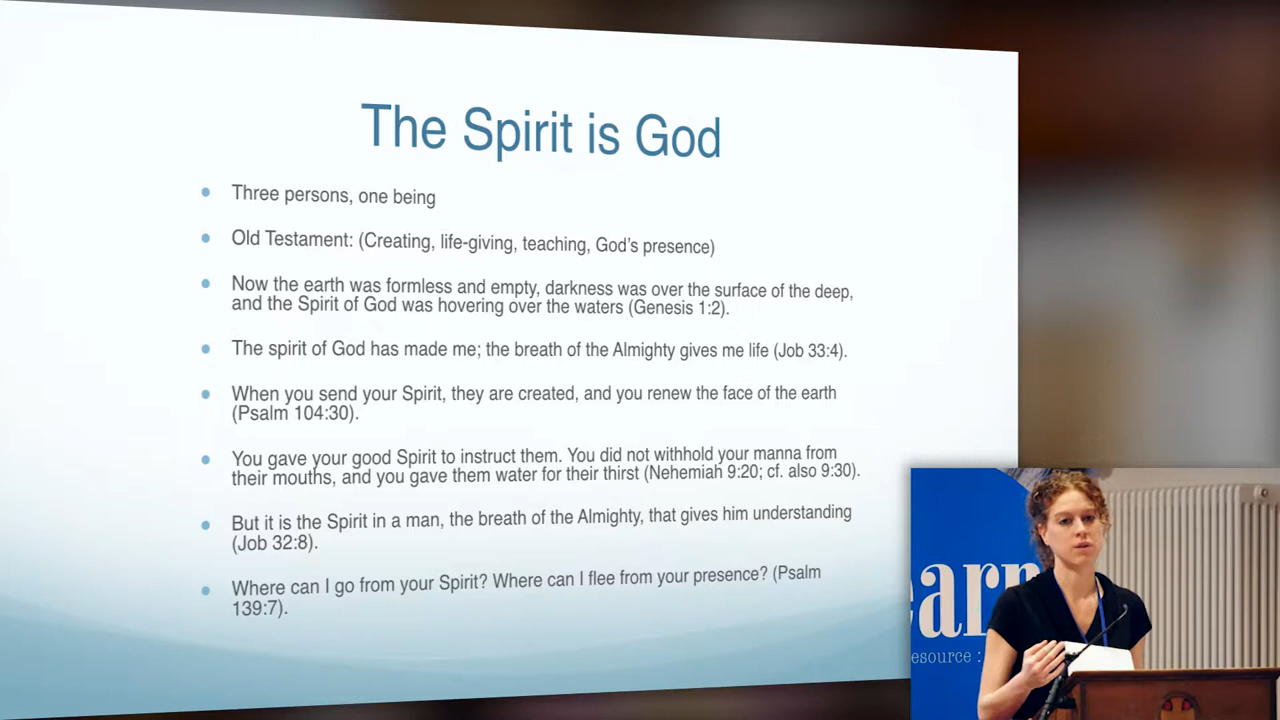 The Spirit is God
Three persons, one being
Old Testament: (Creating, life-giving, teaching, God's presence)
Now the earth was formless and empty, darkness was over the surface of the deep,
and the Spirit of God was hovering over the waters (Genesis 1:2).
The spirit of God has made me; the breath of the Almighty gives me life (Job 33:4).
When you send your Spirit, they are created, and you renew the face of the earth
(Psalm 104:30).
You gave your good Spirit to instruct them. You did not withhold your manna from
their mouths, and you gave them water for their thirst (Nehemiah 9:20; cf. also 9:30).
But it is the Spirit in a man, the breath of the Almighty, that gives him understanding
(Job 32:8).
Where can I go from your Spirit? Where can I flee from your presence? (Psalm
139:7).
earn
esource :